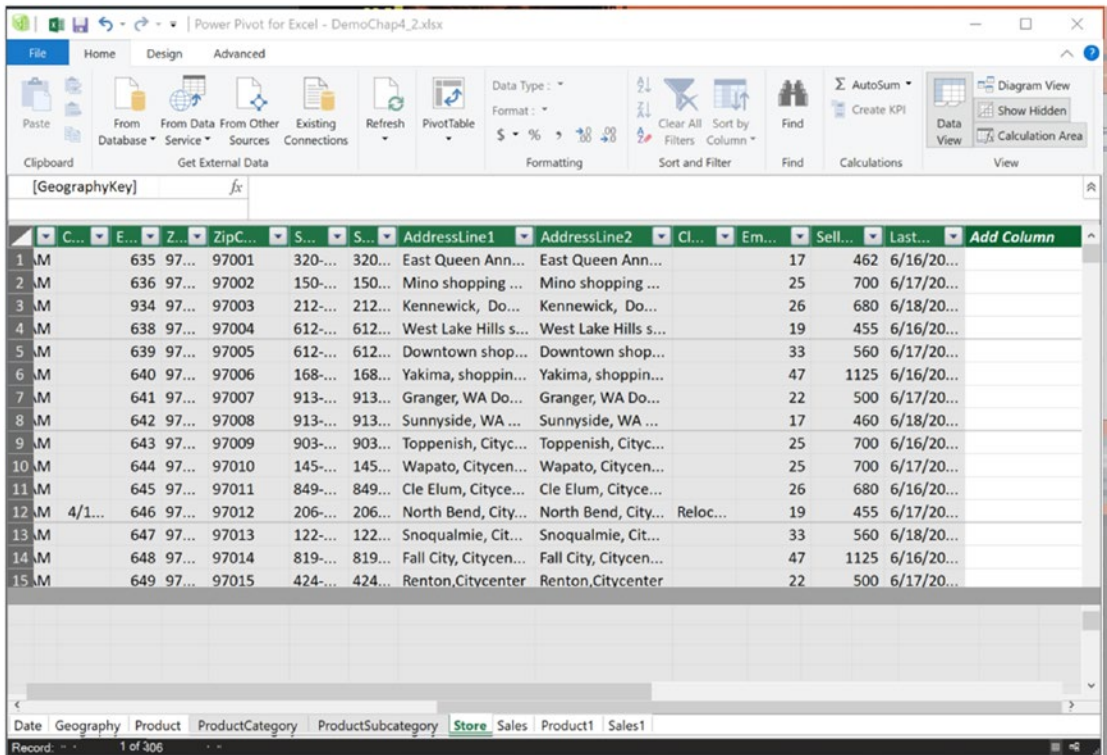 Power Pivot for Excel - DemoChap4_2.xlsx
File Home Design Advanced
Paste From Database From Data Service From Other Sources Existing Connections Refresh PivotTable Data Type : Format : $ % Clear All Filters Sort by Column Find AutoSum Create KPI Data View Diagram View Show Hidden Calculation Area
Clipboard Get External Data Formatting Sort and Filter Find Calculations View
[GeographyKey] fx
C... E... Z... ZipC... S... S... AddressLine1 AddressLine2 Cl... Em... Sell... Last... Add Column
1 AM 635 97... 97001 320-... 320... East Queen Ann... East Queen Ann... 17 462 6/16/20...
2 AM 636 97... 97002 150-... 150... Mino shopping ... Mino shopping ... 25 700 6/17/20...
3 AM 934 97... 97003 212-... 212... Kennewick, Do... Kennewick, Do... 26 680 6/18/20...
4 AM 638 97... 97004 612-... 612... West Lake Hills s... West Lake Hills s... 19 455 6/16/20...
5 AM 639 97... 97005 612-... 612... Downtown shop... Downtown shop... 33 560 6/17/20...
6 AM 640 97... 97006 168-... 168... Yakima, shoppin... Yakima, shoppin... 47 1125 6/16/20...
7 AM 641 97... 97007 913-... 913... Granger, WA Do... Granger, WA Do... 22 500 6/17/20...
8 AM 642 97... 97008 913-... 913... Sunnyside, WA ... Sunnyside, WA ... 17 460 6/18/20...
9 AM 643 97... 97009 903-... 903... Toppenish, Cityc... Toppenish, Cityc... 25 700 6/16/20...
10 AM 644 97... 97010 145-... 145... Wapato, Citycen... Wapato, Citycen... 25 700 6/17/20...
11 AM 645 97... 97011 849-... 849... Cle Elum, Cityce... Cle Elum, Cityce... 26 680 6/16/20...
12 AM 4/1... 646 97... 97012 206-... 206... North Bend, City... North Bend, City... Reloc... 19 455 6/17/20...
13 AM 647 97... 97013 122-... 122... Snoqualmie, Cit... Snoqualmie, Cit... 33 560 6/18/20...
14 AM 648 97... 97014 819-... 819... Fall City, Citycen... Fall City, Citycen... 47 1125 6/16/20...
15 AM 649 97... 97015 424-... 424... Renton,Citycenter Renton,Citycenter 22 500 6/17/20...
Date Geography Product ProductCategory ProductSubcategory Store Sales Product1 Sales1
Record: 1 of 306